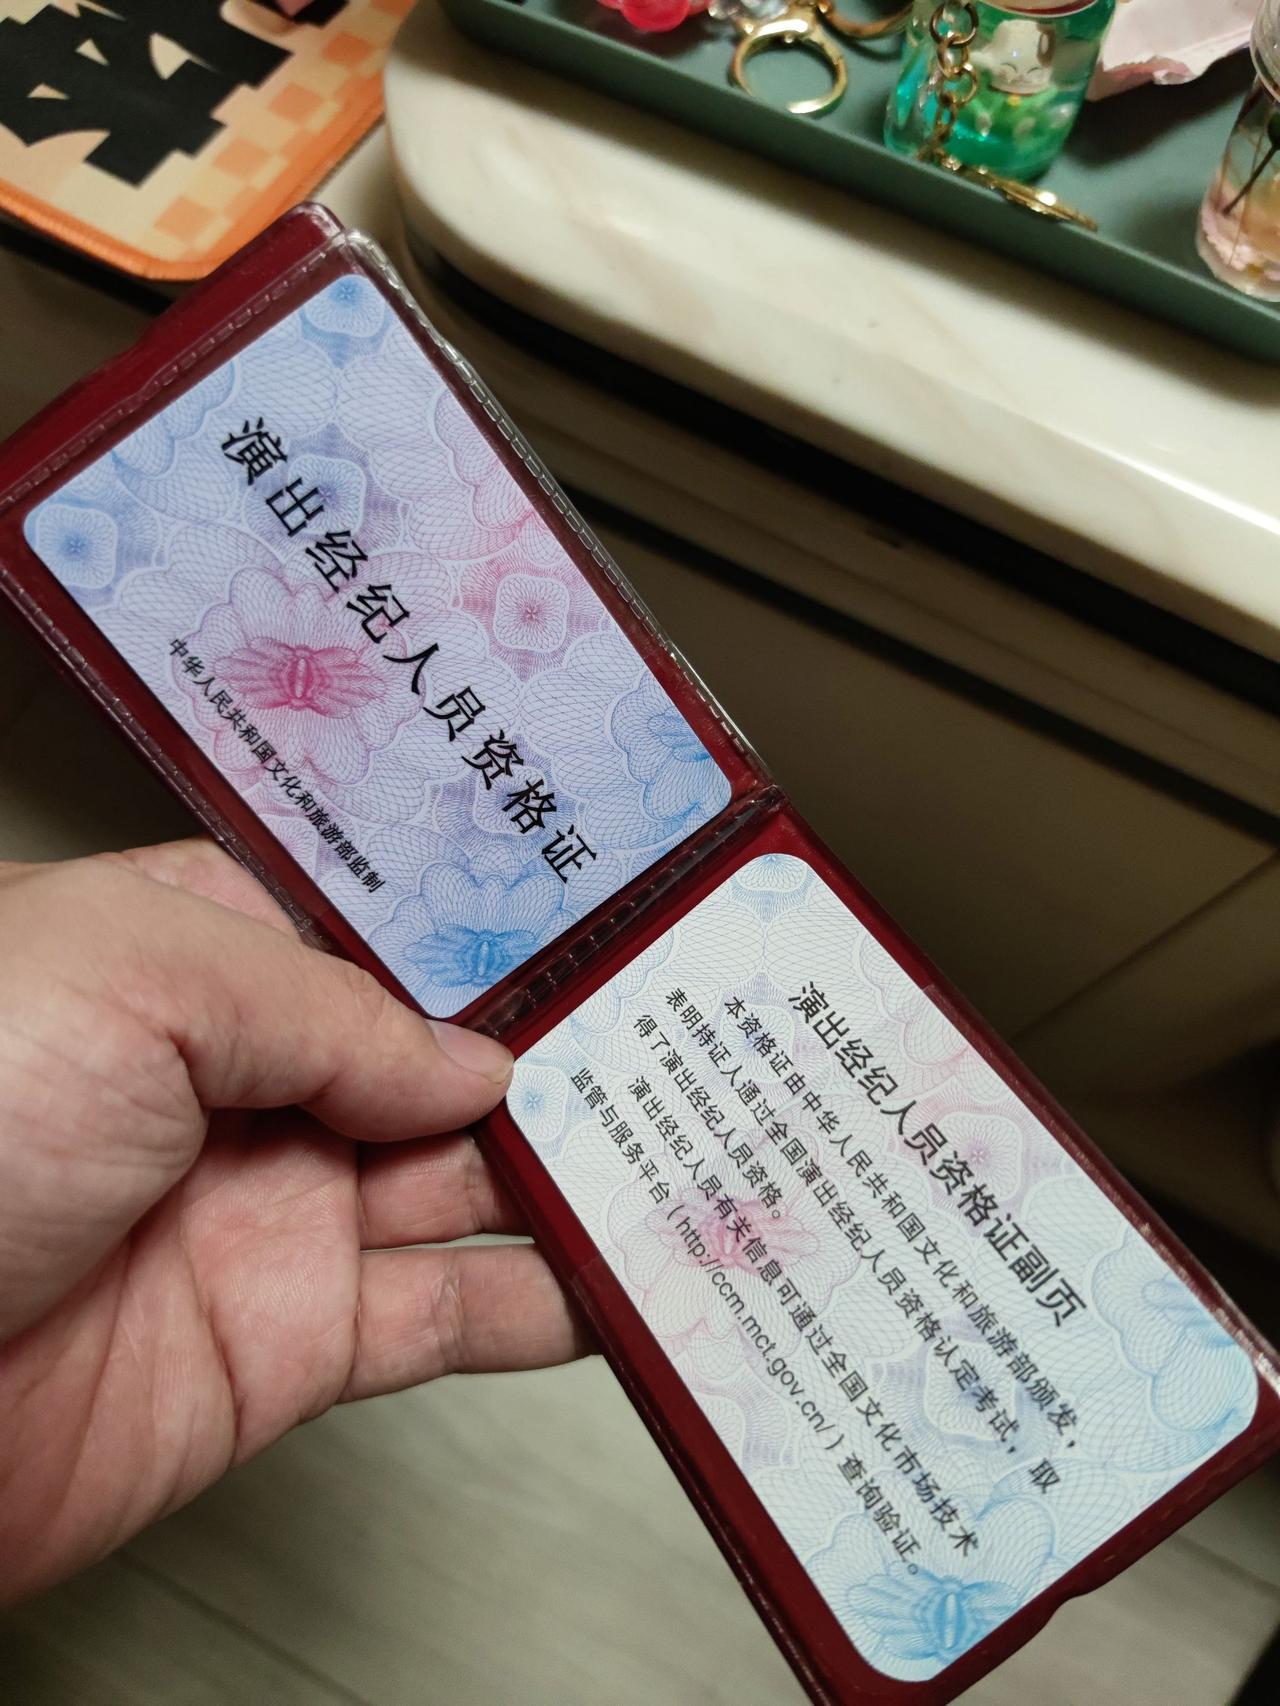 演出经纪人员资格证
中华人民共和国文化和旅游部监制
演出经纪人员资格证副页
本资格证由中华人民共和国文化和旅游部颁发，
表明持证人通过全国演出经纪人员资格认定考试，取
得了演出经纪人员资格。
演出经纪人员有关信息可通过全国文化市场技术
监管与服务平台（http://ccm.mct.gov.cn/）查询验证。